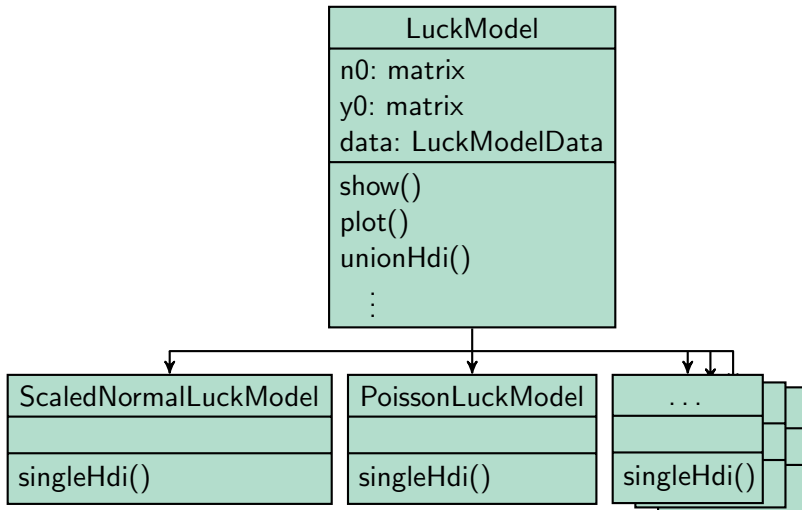 LuckModel
n0: matrix
y0: matrix
data: LuckModelData
show()
plot()
unionHdi()
⋮
ScaledNormalLuckModel
singleHdi()
PoissonLuckModel
singleHdi()
...
singleHdi()